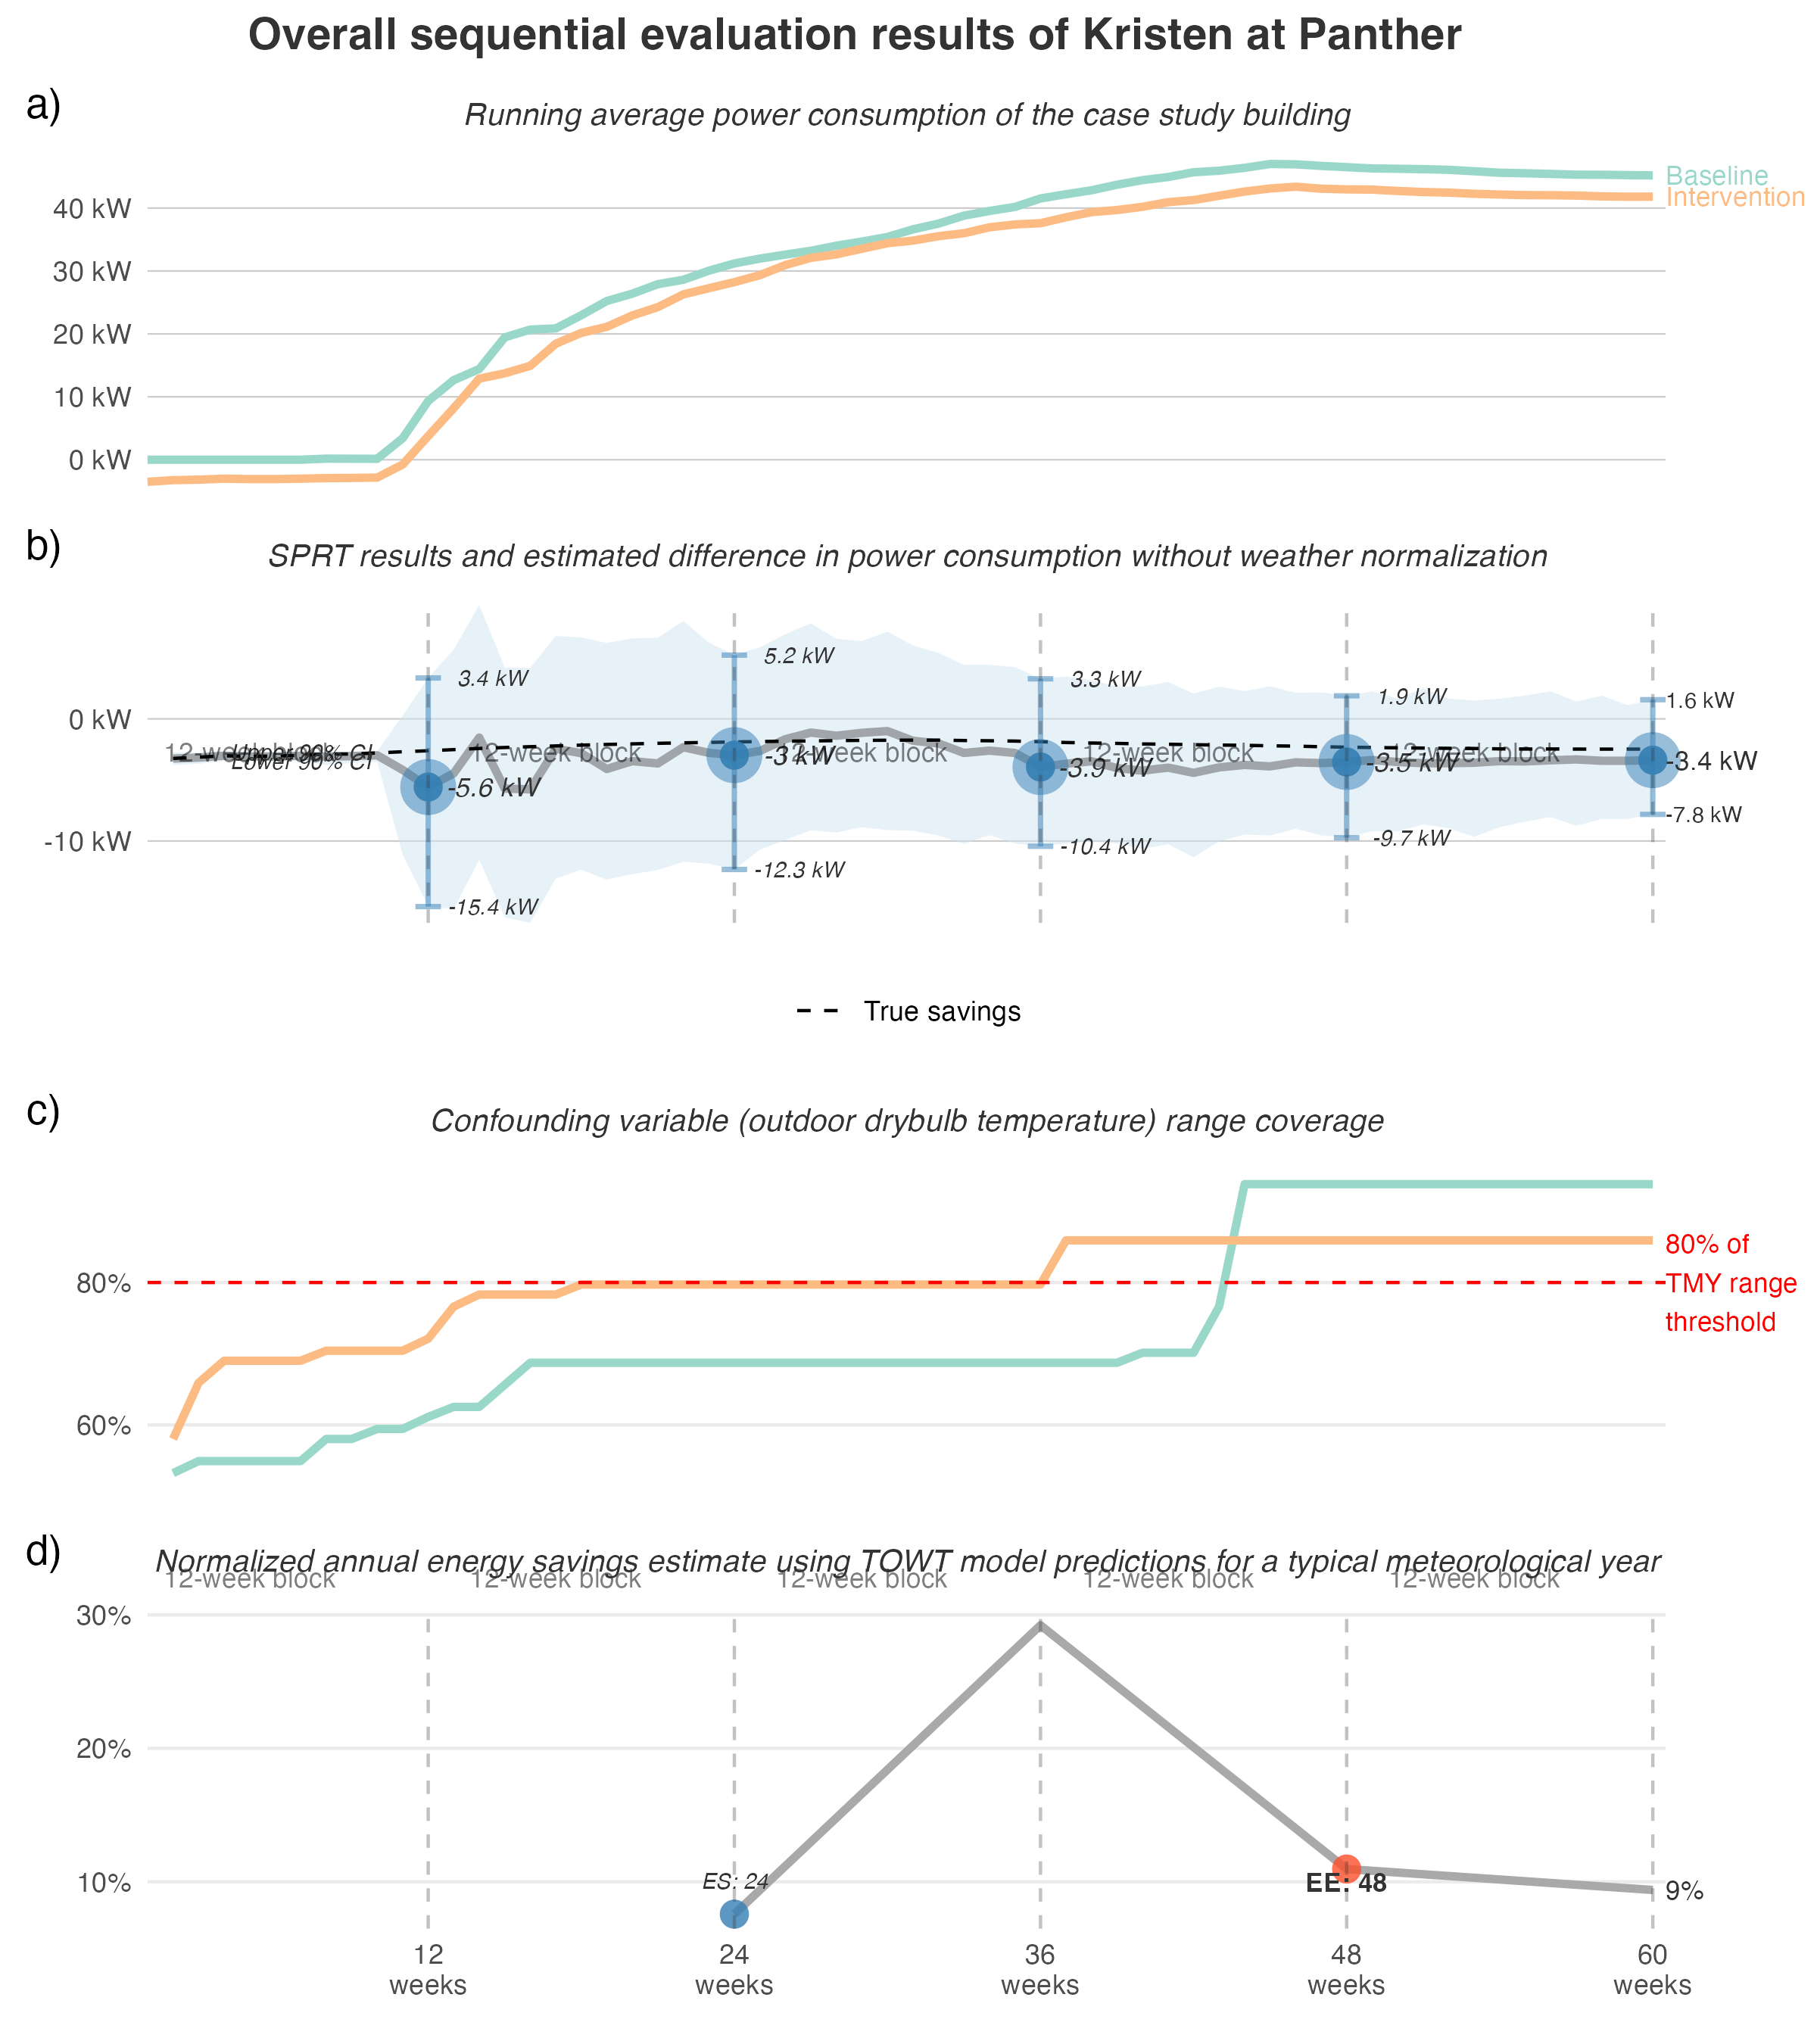 Overall sequential evaluation results of Kristen at Panther
a)
Running average power consumption of the case study building
Baseline
Intervention
40 kW
30 kW
20 kW
10 kW
0 kW
b)
SPRT results and estimated difference in power consumption without weather normalization
3.4 kW
5.2 kW
3.3 kW
1.9 kW
1.6 kW
0 kW
12-week block
12-week block
12-week block
12-week block
12-week block
Upper 90% CI
Lower 90% CI
-5.6 kW
-3 kW
-3.9 kW
-3.5 kW
-3.4 kW
-10 kW
-15.4 kW
-12.3 kW
-10.4 kW
-9.7 kW
-7.8 kW
True savings
c)
Confounding variable (outdoor drybulb temperature) range coverage
80%
60%
80% of
TMY range
threshold
d)
Normalized annual energy savings estimate using TOWT model predictions for a typical meteorological year
12-week block
12-week block
12-week block
12-week block
12-week block
30%
20%
10%
ES: 24
EE: 48
9%
12
weeks
24
weeks
36
weeks
48
weeks
60
weeks